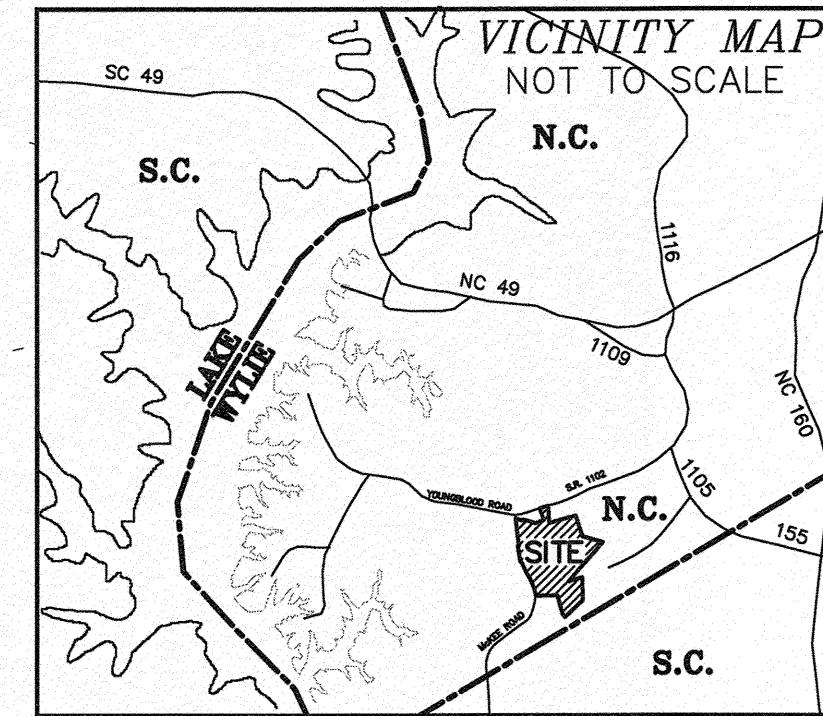 VICINITY MAP
NOT TO SCALE
SC 49
N.C.
S.C.
1116
NC 49
1109
LAKE
WYLIE
NC 160
YOUNGBLOOD ROAD
S.R. 1102
1105
N.C.
155
SITE
McKEE ROAD
S.C.